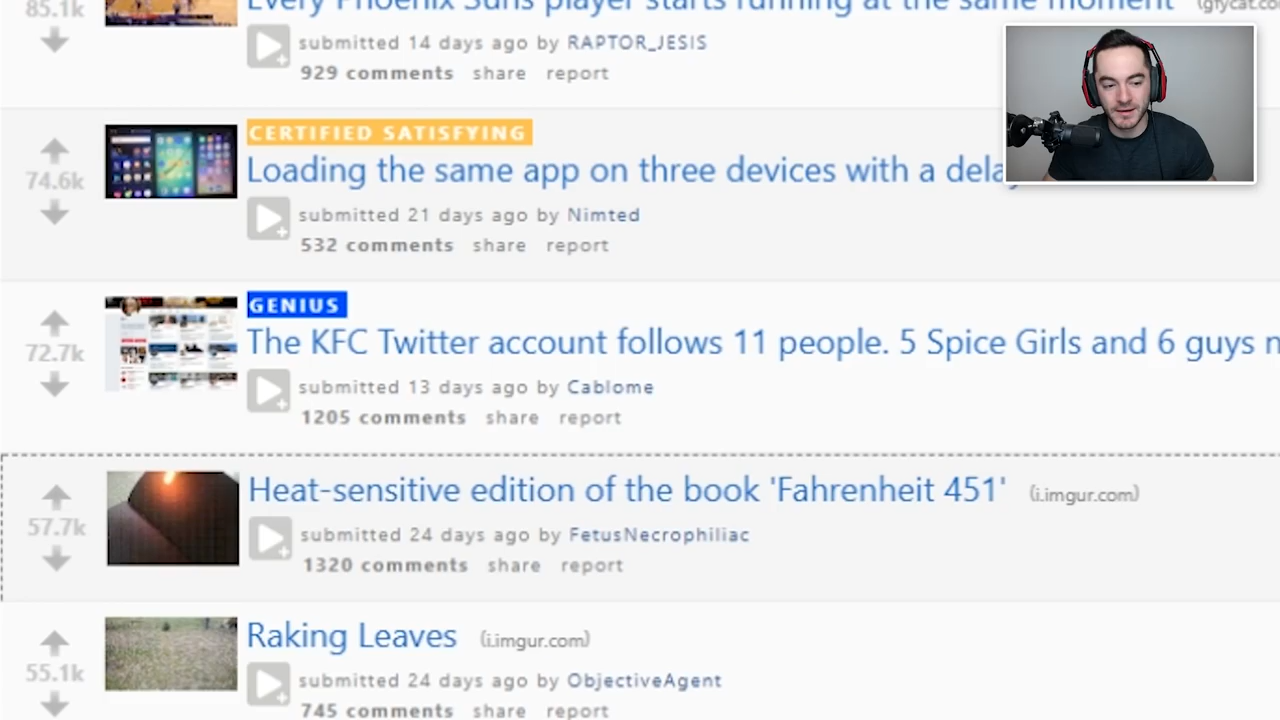 85.1k
Every Phoenix Suns player starts running at the same moment (gfycat.co
submitted 14 days ago by RAPTOR_JESIS
929 comments share report
CERTIFIED SATISFYING
74.6k
Loading the same app on three devices with a dela
submitted 21 days ago by Nimted
532 comments share report
GENIUS
72.7k
The KFC Twitter account follows 11 people. 5 Spice Girls and 6 guys n
submitted 13 days ago by Cablome
1205 comments share report
Heat-sensitive edition of the book 'Fahrenheit 451' (i.imgur.com)
57.7k
submitted 24 days ago by FetusNecrophiliac
1320 comments share report
Raking Leaves (i.imgur.com)
55.1k
submitted 24 days ago by ObjectiveAgent
745 comments share report